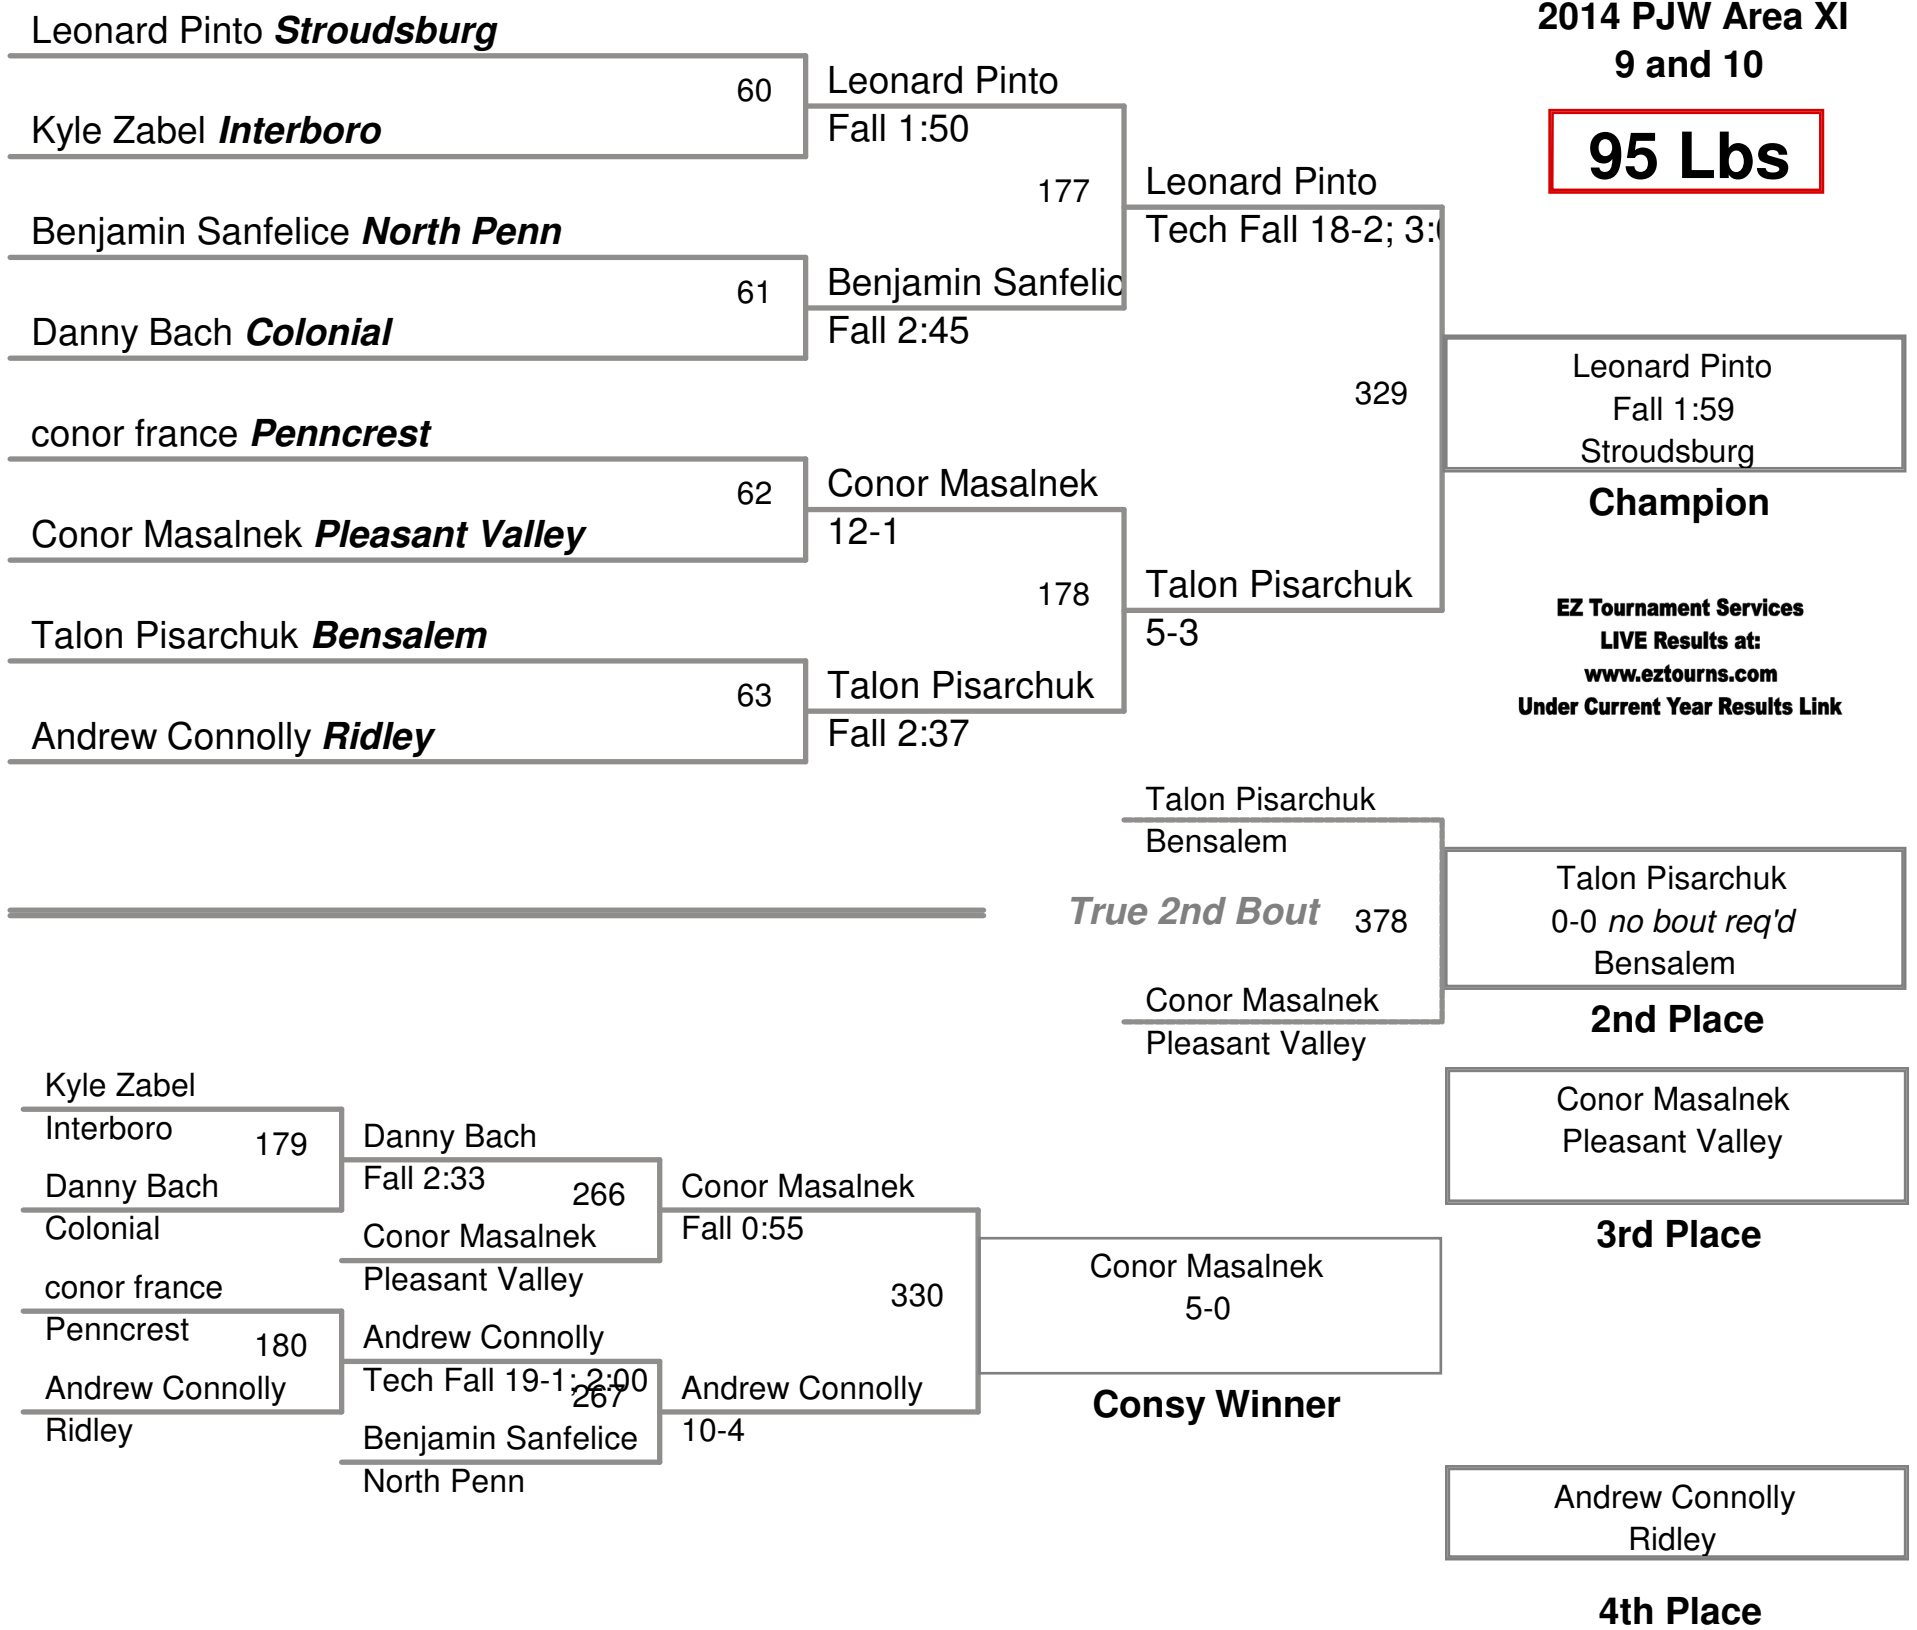 2014 PJW Area XI
9 and 10
95 Lbs
Leonard Pinto Stroudsburg
60
Kyle Zabel Interboro
Leonard Pinto
Fall 1:50
Benjamin Sanfelice North Penn
61
Danny Bach Colonial
Benjamin Sanfelic
Fall 2:45
177
Leonard Pinto
Tech Fall 18-2; 3:
conor france Penncrest
62
Conor Masalnek Pleasant Valley
Conor Masalnek
12-1
Talon Pisarchuk Bensalem
63
Andrew Connolly Ridley
Talon Pisarchuk
Fall 2:37
178
Talon Pisarchuk
5-3
329
Leonard Pinto
Fall 1:59
Stroudsburg
Champion
EZ Tournament Services
LIVE Results at:
www.eztourns.com
Under Current Year Results Link
Talon Pisarchuk
Bensalem
True 2nd Bout 378
Conor Masalnek
Pleasant Valley
Talon Pisarchuk
0-0 no bout req'd
Bensalem
2nd Place
Conor Masalnek
Pleasant Valley
3rd Place
Kyle Zabel
Interboro
179
Danny Bach
Colonial
Danny Bach
Fall 2:33
266
Conor Masalnek
Pleasant Valley
Conor Masalnek
Fall 0:55
conor france
Penncrest
180
Andrew Connolly
Ridley
Andrew Connolly
Tech Fall 19-1; 2:00
267
Benjamin Sanfelice
North Penn
Andrew Connolly
10-4
330
Conor Masalnek
5-0
Consy Winner
Andrew Connolly
Ridley
4th Place